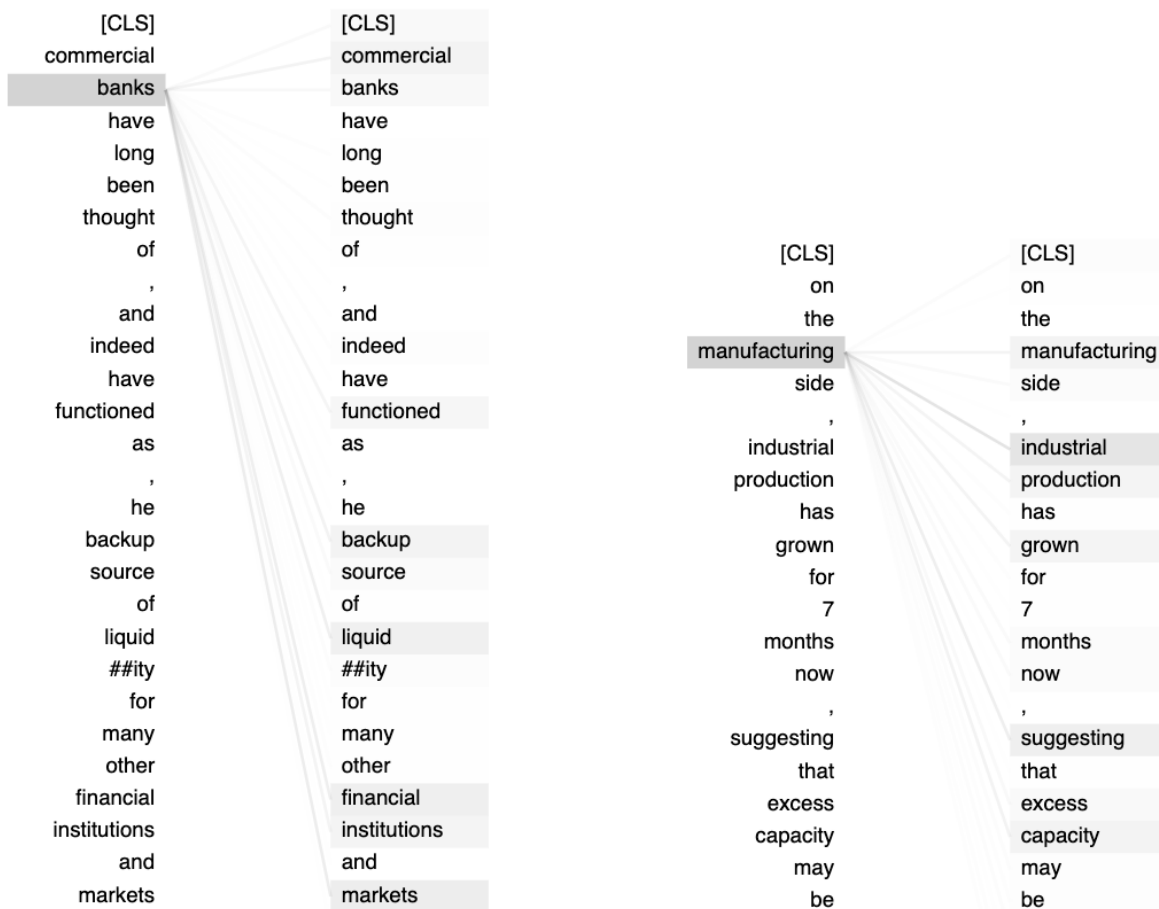 [CLS] [CLS]
commercial commercial
banks banks
have have
long long
been been
thought thought
of of
, ,
and and
indeed indeed
have have
functioned functioned
as as
, ,
he he
backup backup
source source
of of
liquid liquid
##ity ##ity
for for
many many
other other
financial financial
institutions institutions
and and
markets markets
[CLS] [CLS]
on on
the the
manufacturing manufacturing
side side
, ,
industrial industrial
production production
has has
grown grown
for for
7 7
months months
now now
, ,
suggesting suggesting
that that
excess excess
capacity capacity
may may
be be